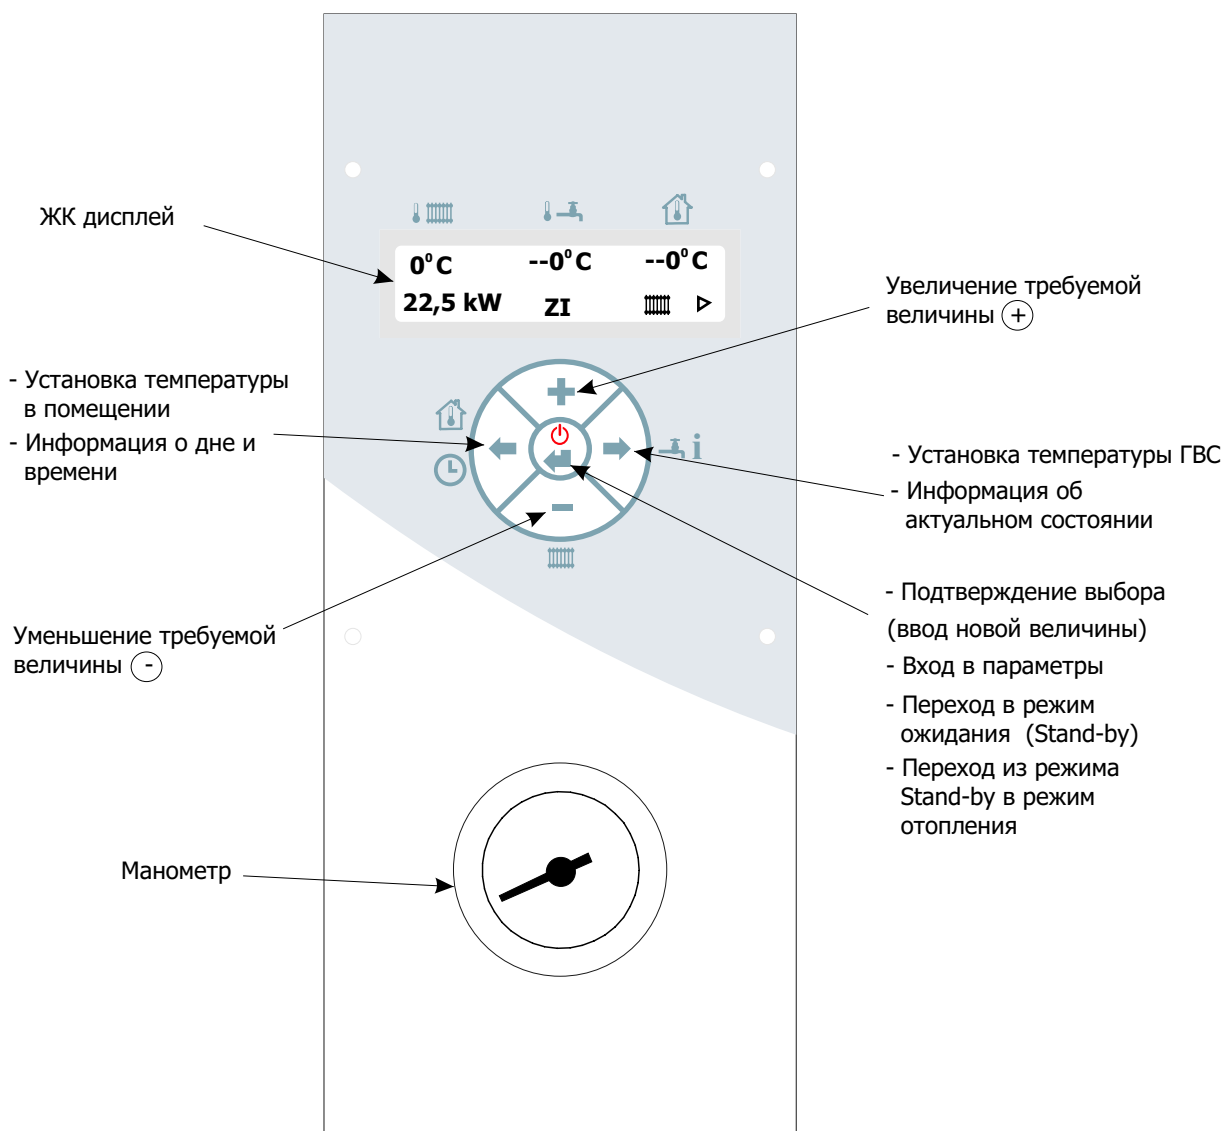 ЖК дисплей
0°C --0°C --0°C
22,5 kW ZI
Увеличение требуемой
величины +
- Установка температуры
в помещении
- Информация о дне и
времени
i
- Установка температуры ГВС
- Информация об
актуальном состоянии
Уменьшение требуемой
величины -
- Подтверждение выбора
(ввод новой величины)
- Вход в параметры
- Переход в режим
ожидания (Stand-by)
- Переход из режима
Stand-by в режим
отопления
Манометр